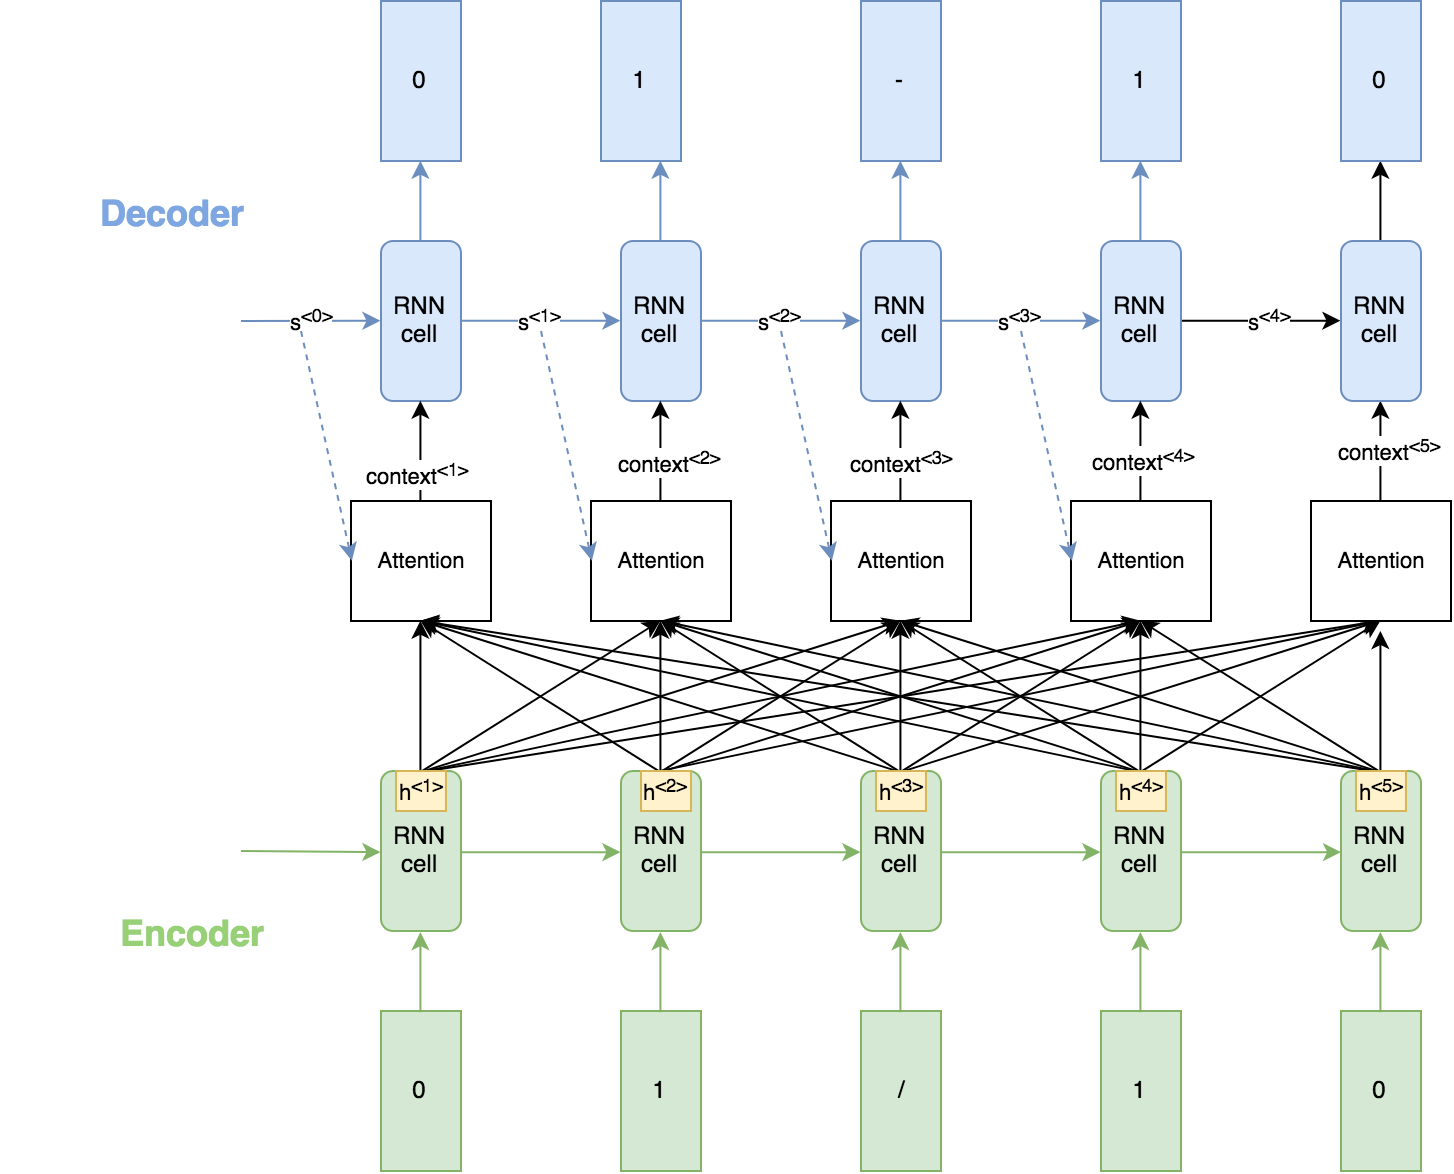 0 1 - 1 0
Decoder
RNN cell RNN cell RNN cell RNN cell RNN cell
s<0> s<1> s<2> s<3> s<4>
context<1> context<2> context<3> context<4> context<5>
Attention Attention Attention Attention Attention
h<1> h<2> h<3> h<4> h<5>
RNN cell RNN cell RNN cell RNN cell RNN cell
Encoder
0 1 / 1 0